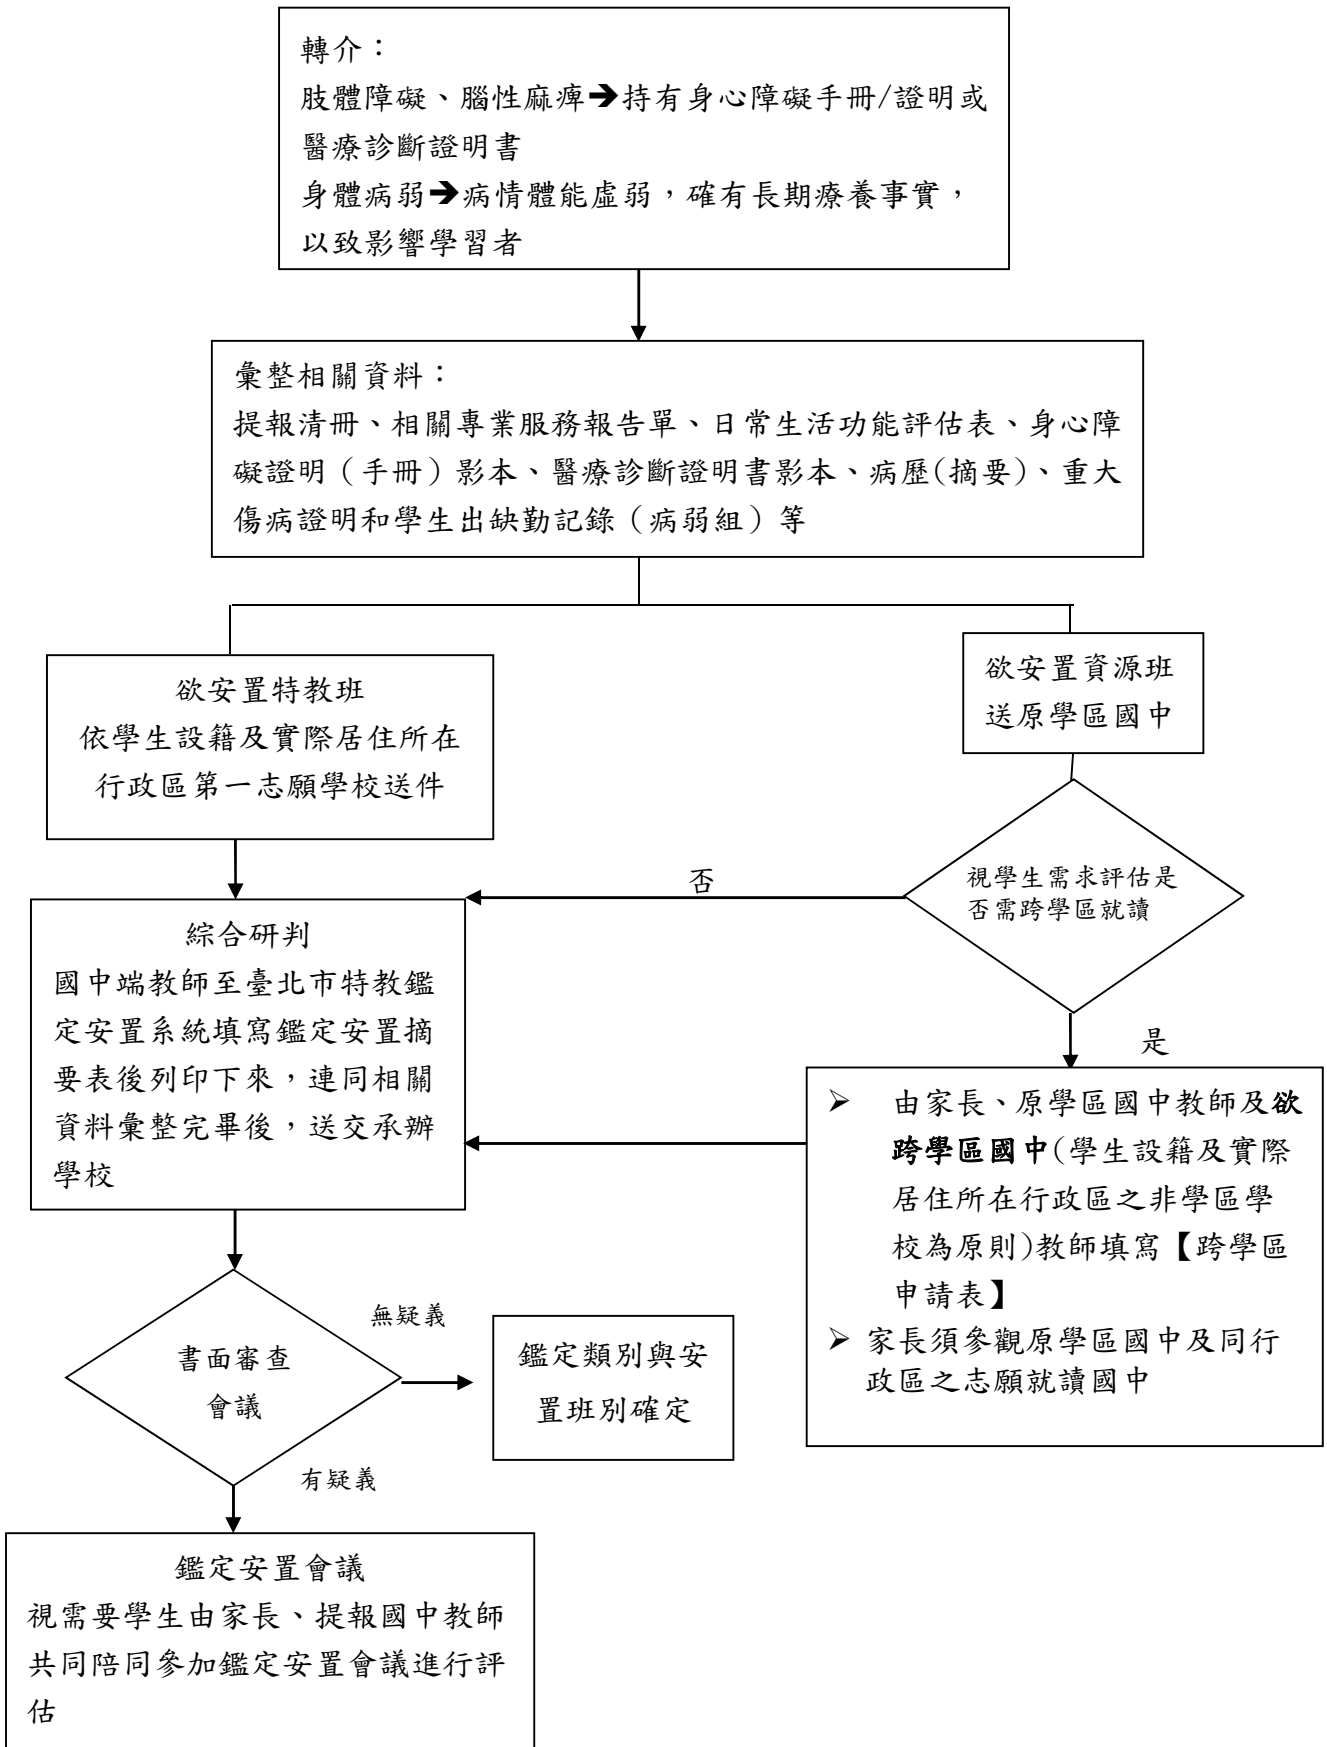 轉介：
肢體障礙、腦性麻痺➔持有身心障礙手冊/證明或
醫療診斷證明書
身體病弱➔病情體能虛弱，確有長期療養事實，
以致影響學習者
彙整相關資料：
提報清冊、相關專業服務報告單、日常生活功能評估表、身心障
礙證明（手冊）影本、醫療診斷證明書影本、病歷(摘要)、重大
傷病證明和學生出缺勤記錄（病弱組）等
欲安置特教班
依學生設籍及實際居住所在
行政區第一志願學校送件
欲安置資源班
送原學區國中
視學生需求評估是
否需跨學區就讀
否
是
綜合研判
國中端教師至臺北市特教鑑
定安置系統填寫鑑定安置摘
要表後列印下來，連同相關
資料彙整完畢後，送交承辦
學校
➢ 由家長、原學區國中教師及欲
跨學區國中(學生設籍及實際
居住所在行政區之非學區學
校為原則)教師填寫【跨學區
申請表】
➢ 家長須參觀原學區國中及同行
政區之志願就讀國中
書面審查
會議
無疑義
鑑定類別與安
置班別確定
有疑義
鑑定安置會議
視需要學生由家長、提報國中教師
共同陪同參加鑑定安置會議進行評
估